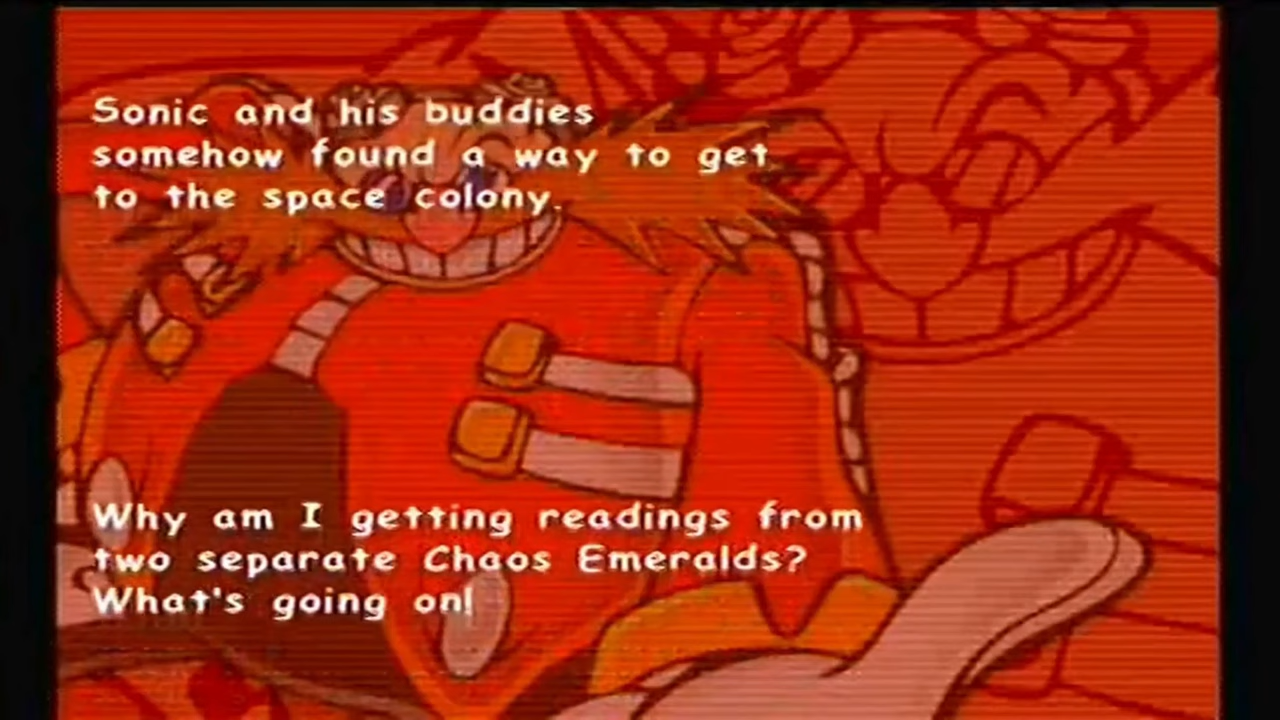 Sonic and his buddies
somehow found a way to get
to the space colony.
Why am I getting readings from
two separate Chaos Emeralds?
What's going on!